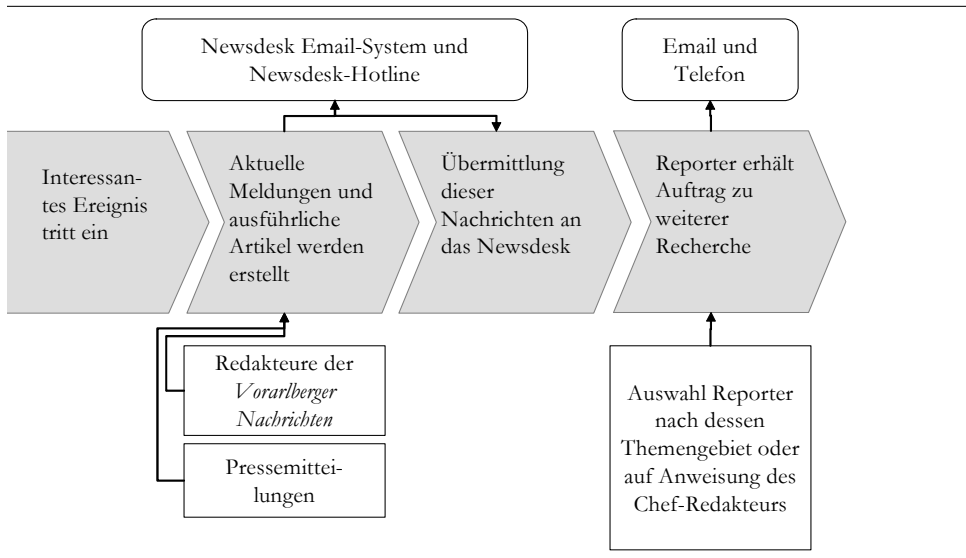 Newsdesk Email-System und
Newsdesk-Hotline
Email und
Telefon
Interessan-
tes Ereignis
tritt ein
Aktuelle
Meldungen und
ausführliche
Artikel werden
erstellt
Übermittlung
dieser
Nachrichten an
das Newsdesk
Reporter erhält
Auftrag zu
weiterer
Recherche
Redakteure der
Vorarlberger
Nachrichten
Pressemittei-
lungen
Auswahl Reporter
nach dessen
Themengebiet oder
auf Anweisung des
Chef-Redakteurs